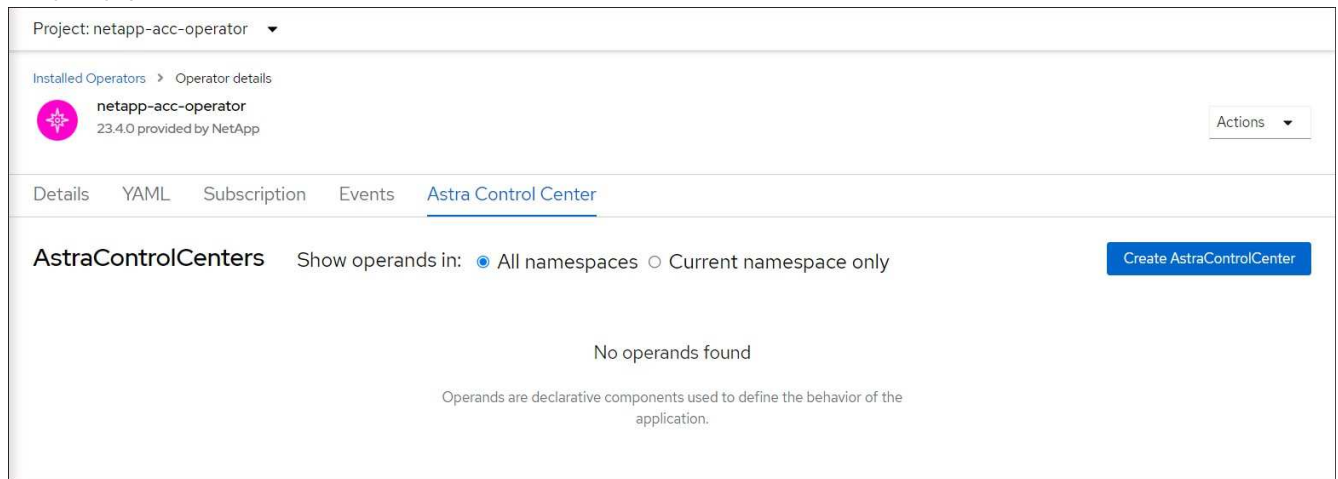 Project: netapp-acc-operator
Installed Operators > Operator details
netapp-acc-operator
23.4.0 provided by NetApp
Actions
Details YAML Subscription Events Astra Control Center
AstraControlCenters Show operands in: All namespaces Current namespace only Create AstraControlCenter
No operands found
Operands are declarative components used to define the behavior of the
application.